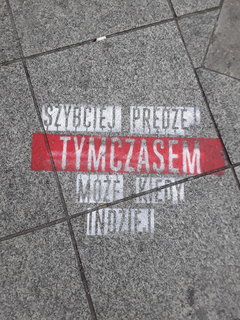 SZYBCIEJ PRĘDZEJ
TYMCZASEM
MOŻE KIEDY
INDZIEJ